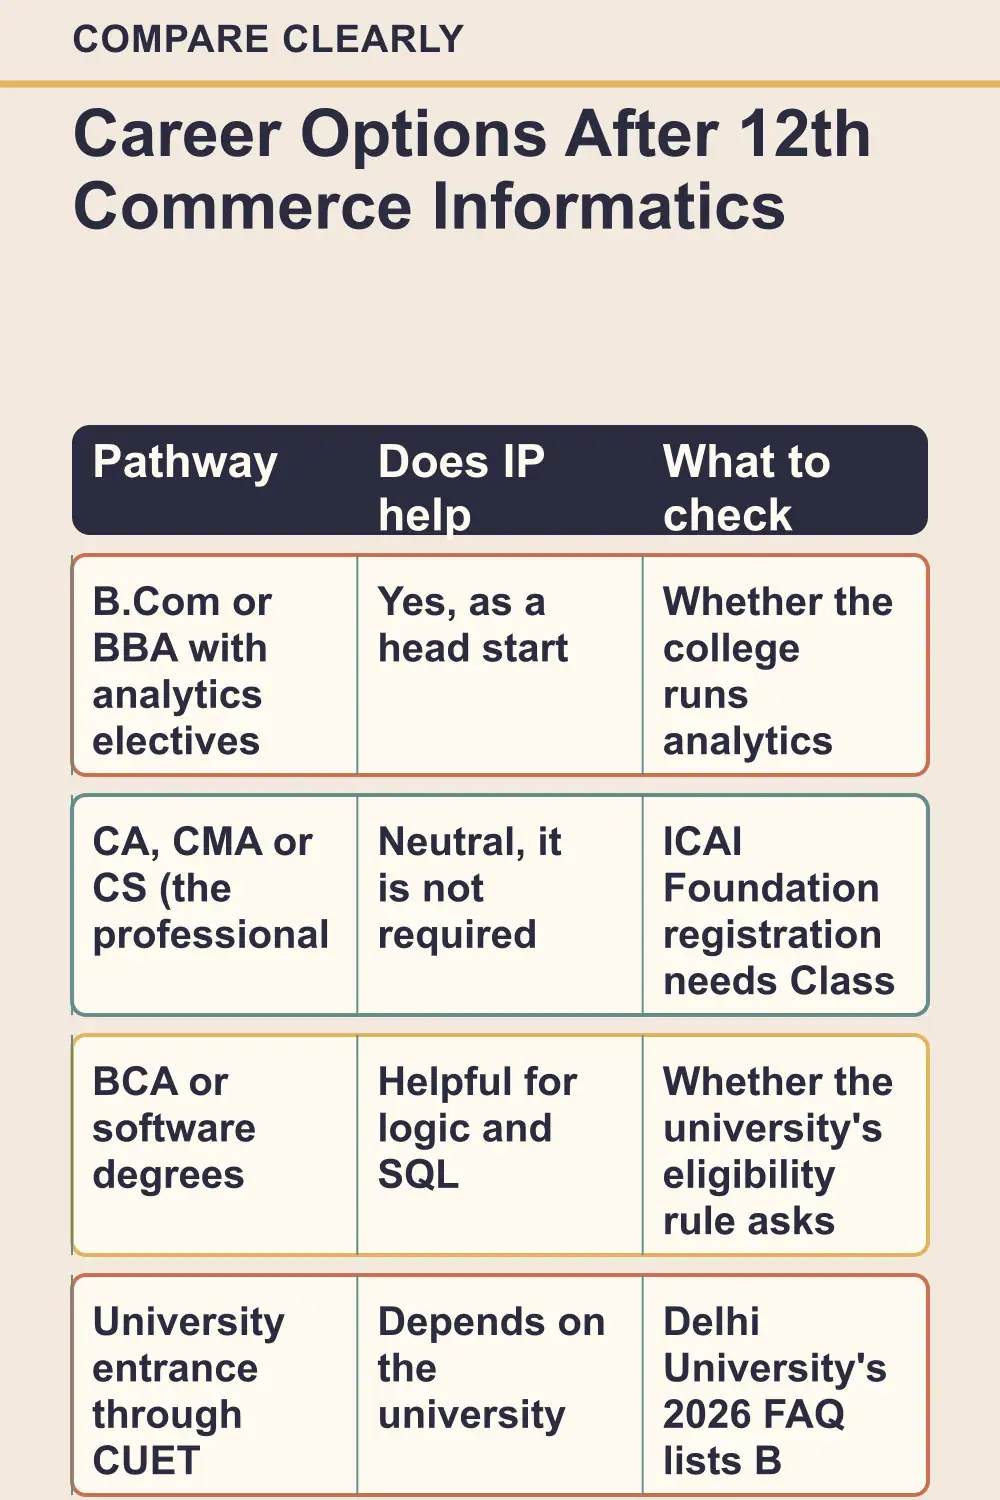 COMPARE CLEARLY
Career Options After 12th
Commerce Informatics
Pathway
Does IP
help
What to
check
B.Com or
BBA with
analytics
electives
Yes, as a
head start
Whether the
college
runs
analytics
CA, CMA or
CS (the
professional
Neutral, it
is not
required
ICAI
Foundation
registration
needs Class
BCA or
software
degrees
Helpful for
logic and
SQL
Whether the
university's
eligibility
rule asks
University
entrance
through
CUET
Depends on
the
university
Delhi
University's
2026 FAQ
lists B